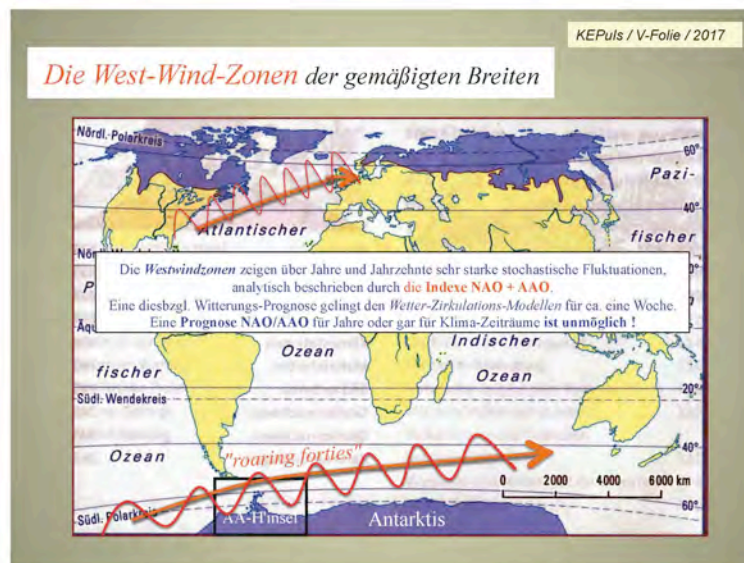 KEPuls / V-Folie / 2017
Die West-Wind-Zonen der gemäßigten Breiten
Nördl. Polarkreis
60°
Pazi-
40°
Atlantischer
fischer
Die Westwindzonen zeigen über Jahre und Jahrzehnte sehr starke stochastische Fluktuationen,
analytisch beschrieben durch die Indexe NAO + AAO.
Eine diesbzgl. Witterungs-Prognose gelingt den Wetter-Zirkulations-Modellen für ca. eine Woche.
Eine Prognose NAO/AAO für Jahre oder gar für Klima-Zeiträume ist unmöglich !
Ozean
Indischer
fischer
Ozean
20°
Südl. Wendekreis
Ozean
"roaring forties"
40°
0 2000 4000 6000 km
60°
Südl. Polarkreis
AA-H'insel
Antarktis